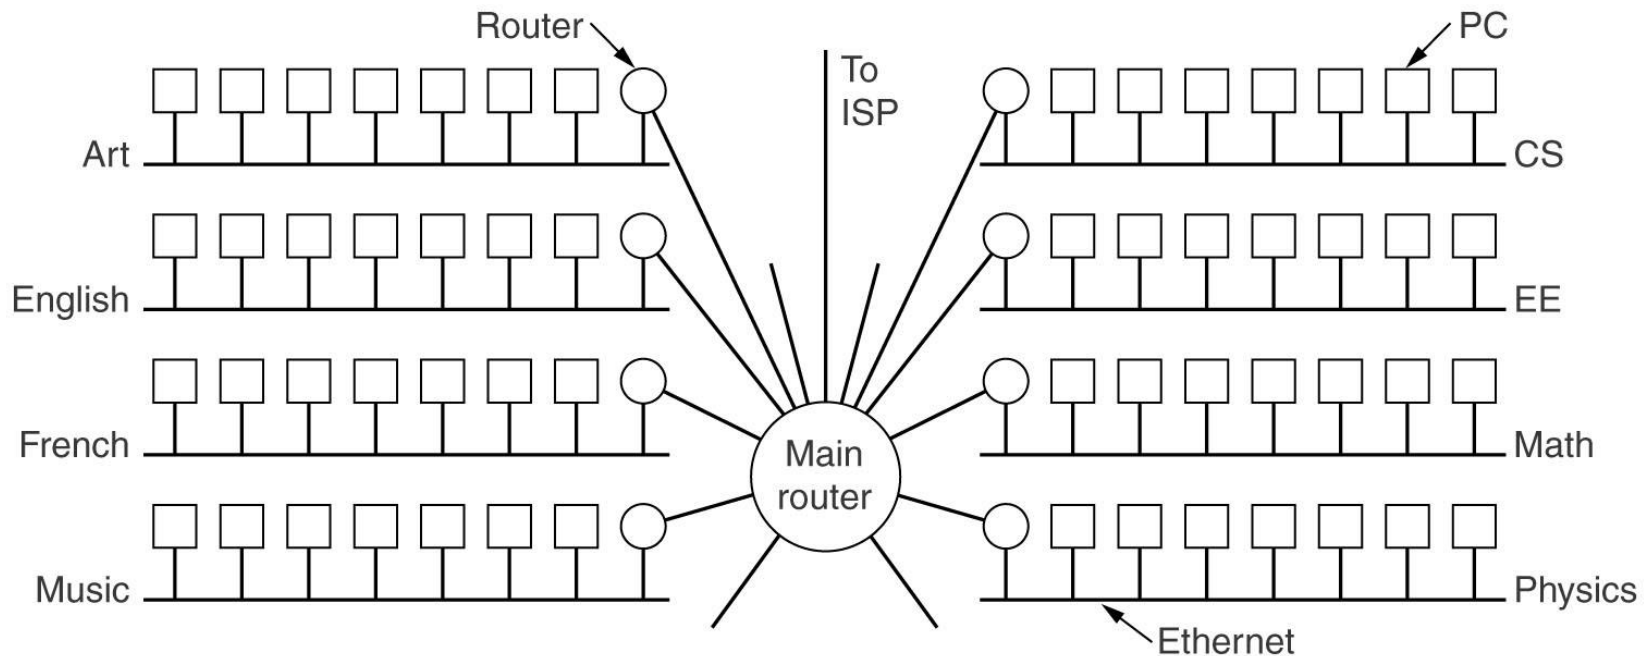 Router
PC
To
ISP
Art
CS
English
EE
French
Math
Main
router
Music
Physics
Ethernet